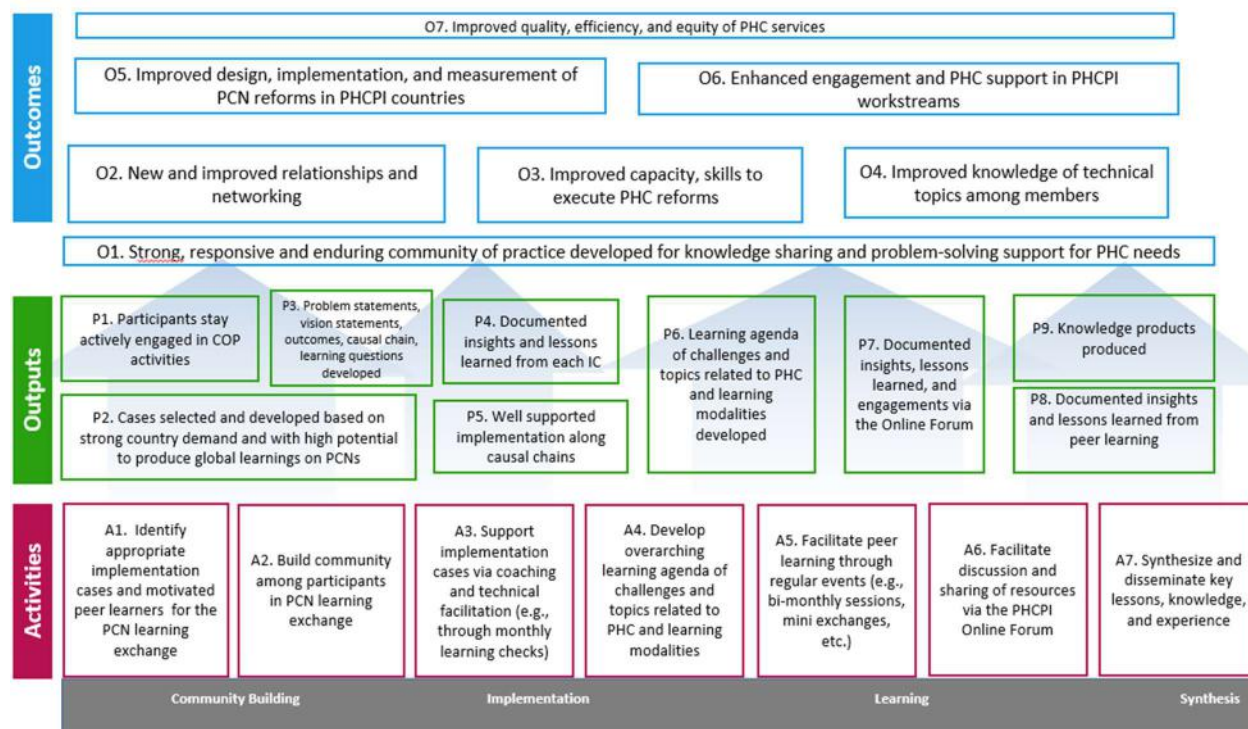 Outcomes
O7. Improved quality, efficiency, and equity of PHC services
O5. Improved design, implementation, and measurement of
PCN reforms in PHCPI countries
O6. Enhanced engagement and PHC support in PHCPI
workstreams
O2. New and improved relationships and
networking
O3. Improved capacity, skills to
execute PHC reforms
O4. Improved knowledge of technical
topics among members
O1. Strong, responsive and enduring community of practice developed for knowledge sharing and problem-solving support for PHC needs
Outputs
P1. Participants stay
actively engaged in COP
activities
P3. Problem statements,
vision statements,
outcomes, causal chain,
learning questions
developed
P4. Documented
insights and lessons
learned from each IC
P6. Learning agenda
of challenges and
topics related to PHC
and learning
modalities
developed
P7. Documented
insights, lessons
learned, and
engagements via
the Online Forum
P9. Knowledge products
produced
P2. Cases selected and developed based on
strong country demand and with high potential
to produce global learnings on PCNs
P5. Well supported
implementation along
causal chains
P8. Documented insights
and lessons learned from
peer learning
Activities
A1. Identify
appropriate
implementation
cases and motivated
peer learners for the
PCN learning
exchange
A2. Build community
among participants
in PCN learning
exchange
A3. Support
implementation
cases via coaching
and technical
facilitation (e.g.,
through monthly
learning checks)
A4. Develop
overarching
learning agenda of
challenges and
topics related to
PHC and learning
modalities
A5. Facilitate peer
learning through
regular events (e.g.,
bi-monthly sessions,
mini exchanges,
etc.)
A6. Facilitate
discussion and
sharing of resources
via the PHCPI
Online Forum
A7. Synthesize and
disseminate key
lessons, knowledge,
and experience
Community Building
Implementation
Learning
Synthesis